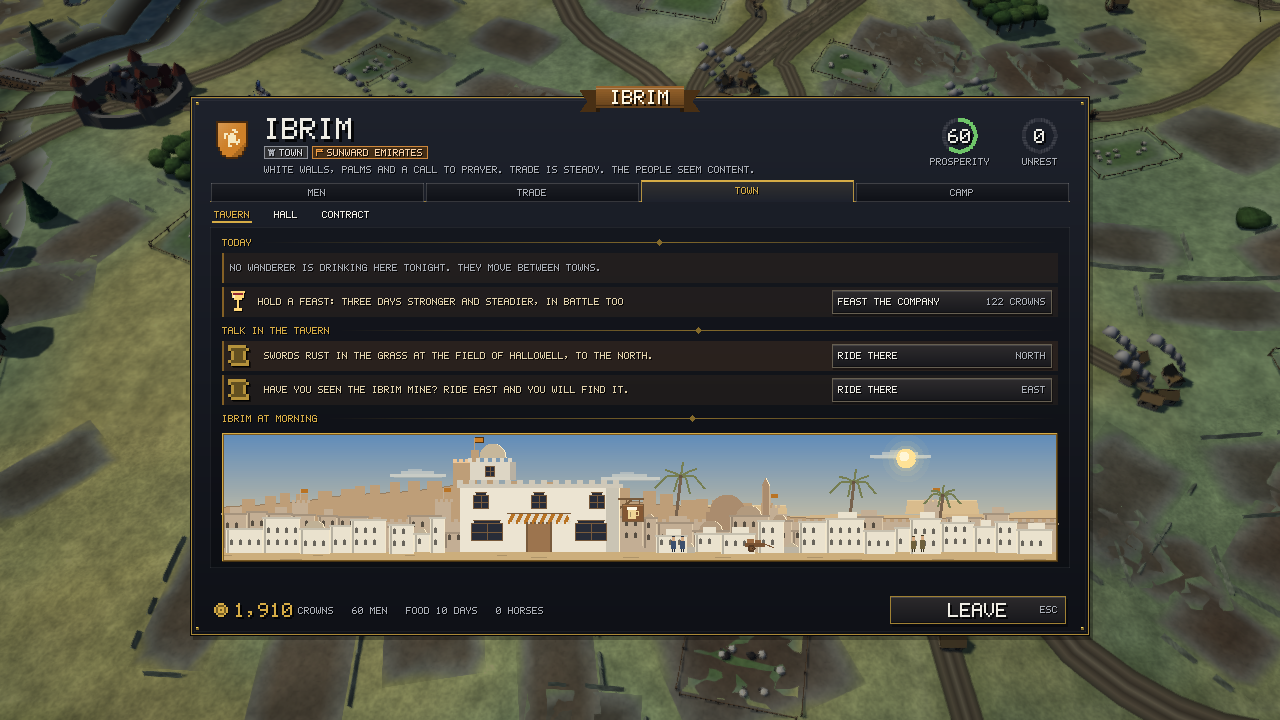 IBRIM
IBRIM
TOWN SUNWARD EMIRATES
WHITE WALLS, PALMS AND A CALL TO PRAYER. TRADE IS STEADY. THE PEOPLE SEEM CONTENT.
60 PROSPERITY
0 UNREST
MEN TRADE TOWN CAMP
TAVERN HALL CONTRACT
TODAY
NO WANDERER IS DRINKING HERE TONIGHT. THEY MOVE BETWEEN TOWNS.
HOLD A FEAST: THREE DAYS STRONGER AND STEADIER, IN BATTLE TOO FEAST THE COMPANY 122 CROWNS
TALK IN THE TAVERN
SWORDS RUST IN THE GRASS AT THE FIELD OF HALLOWELL, TO THE NORTH. RIDE THERE NORTH
HAVE YOU SEEN THE IBRIM MINE? RIDE EAST AND YOU WILL FIND IT. RIDE THERE EAST
IBRIM AT MORNING
1,910 CROWNS 60 MEN FOOD 10 DAYS 0 HORSES LEAVE ESC